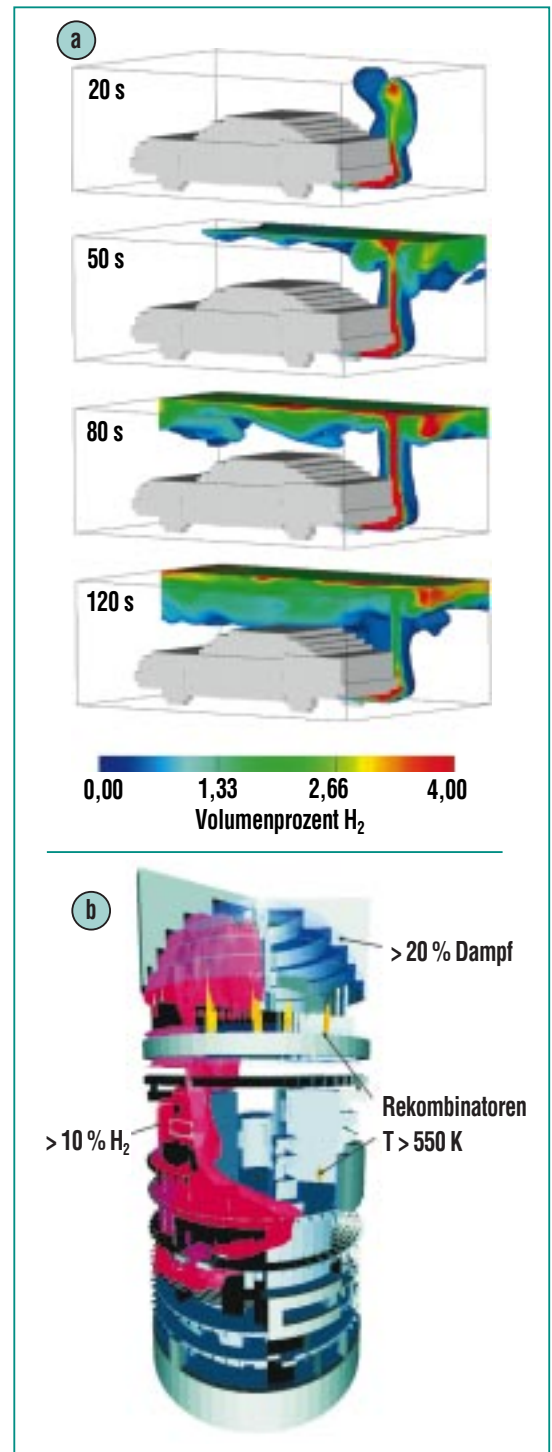 a
20 s
50 s
80 s
120 s
0,00 1,33 2,66 4,00
Volumenprozent H₂
b
> 20 % Dampf
Rekombinatoren
T > 550 K
> 10 % H₂